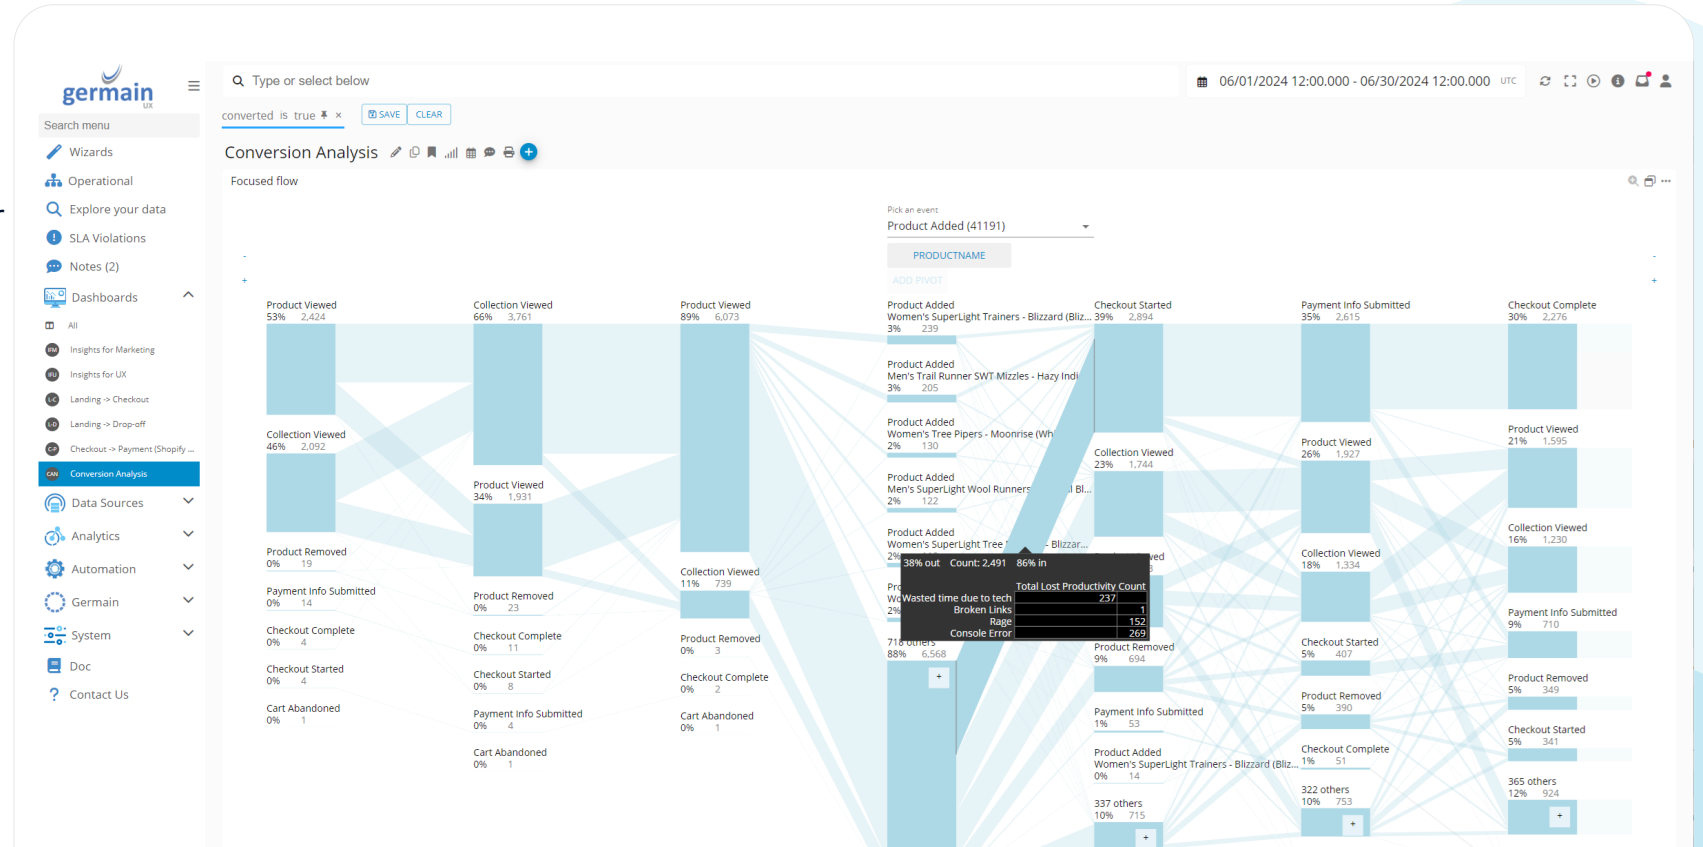 germain
UX
Search menu
Wizards
Operational
Explore your data
SLA Violations
Notes (2)
Dashboards
All
IFM Insights for Marketing
IFU Insights for UX
L-C Landing -> Checkout
L-D Landing -> Drop-off
C-P Checkout -> Payment (Shopify ...
CAN Conversion Analysis
Data Sources
Analytics
Automation
Germain
System
Doc
? Contact Us
Type or select below
06/01/2024 12:00.000 - 06/30/2024 12:00.000 UTC
converted is true ×
SAVE
CLEAR
Conversion Analysis
Focused flow
Pick an event
Product Added (41191)
PRODUCTNAME
ADD PIVOT
-
+
-
+
Product Viewed
53% 2,424
Collection Viewed
46% 2,092
Product Removed
0% 19
Payment Info Submitted
0% 14
Checkout Complete
0% 4
Checkout Started
0% 4
Cart Abandoned
0% 1
Collection Viewed
66% 3,761
Product Viewed
34% 1,931
Product Removed
0% 23
Checkout Complete
0% 11
Checkout Started
0% 8
Payment Info Submitted
0% 4
Cart Abandoned
0% 1
Product Viewed
89% 6,073
Collection Viewed
11% 739
Product Removed
0% 3
Checkout Complete
0% 2
Cart Abandoned
0% 1
Product Added
Women's SuperLight Trainers - Blizzard (Bliz...
3% 239
Product Added
Men's Trail Runner SWT Mizzles - Hazy Indi
3% 205
Product Added
Women's Tree Pipers - Moonrise (Wh
2% 130
Product Added
Men's SuperLight Wool Runners Bl...
2% 122
Product Added
Women's SuperLight Tree - Blizzar...
2%
2%
718 others
88% 6,568
+
38% out Count: 2,491 86% in
Total Lost Productivity Count
Wasted time due to tech 237
Broken Links 1
Rage 152
Console Error 269
Checkout Started
39% 2,894
Collection Viewed
23% 1,744
Product Removed
9% 694
Payment Info Submitted
1% 53
Product Added
Women's SuperLight Trainers - Blizzard (Bliz...
0% 14
337 others
10% 715
+
Payment Info Submitted
35% 2,615
Product Viewed
26% 1,927
Collection Viewed
18% 1,334
Checkout Started
5% 407
Product Removed
5% 390
Checkout Complete
1% 51
322 others
10% 753
+
Checkout Complete
30% 2,276
Product Viewed
21% 1,595
Collection Viewed
16% 1,230
Payment Info Submitted
9% 710
Product Removed
5% 349
Checkout Started
5% 341
365 others
12% 924
+